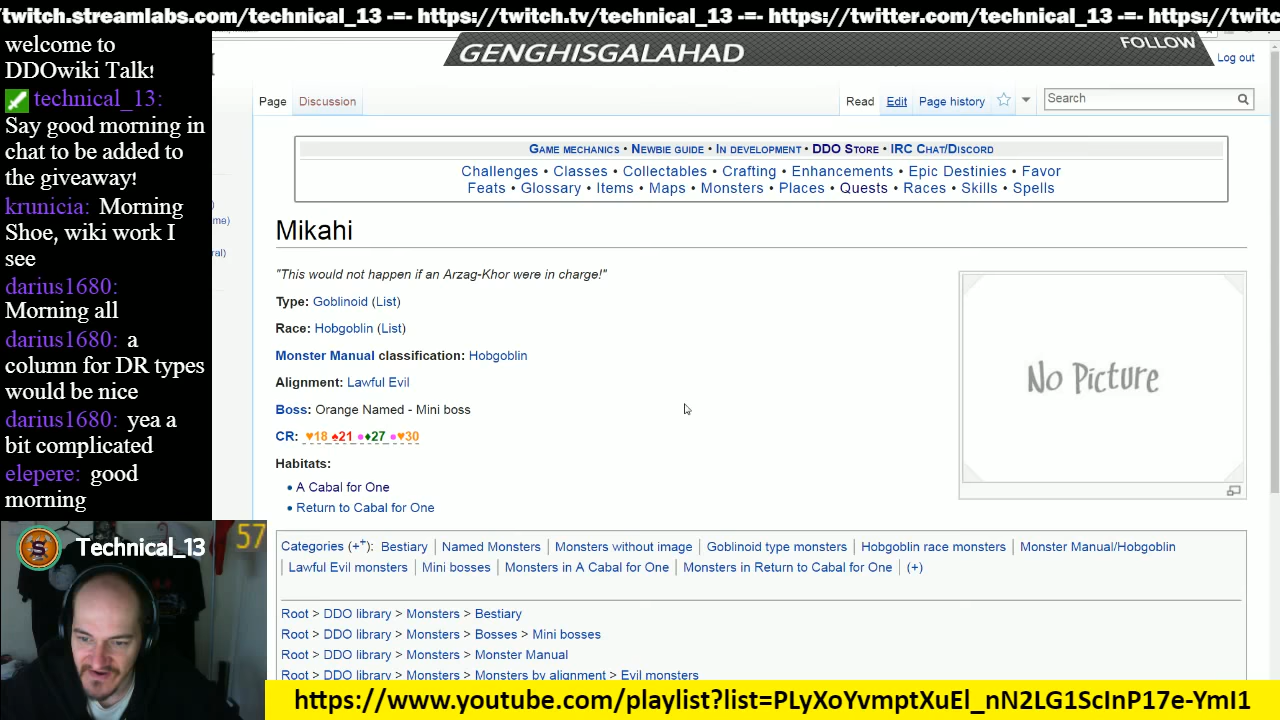 /twitch.streamlabs.com/technical_13 -=- https://twitch.tv/technical_13 -=- https://twitter.com/technical_13 -=- https:/
welcome to
DDOwiki Talk!
technical_13:
Say good morning in
chat to be added to
the giveaway!
krunicia: Morning
Shoe, wiki work I
see
darius1680:
Morning all
darius1680: a
column for DR types
would be nice
darius1680: yea a
bit complicated
elepere: good
morning
Technical_13
57
GENGHISGALAHAD
FOLLOW
Log out
Page Discussion
Read Edit Page history
Search
Game mechanics • Newbie guide • In development • DDO Store • IRC Chat/Discord
Challenges • Classes • Collectables • Crafting • Enhancements • Epic Destinies • Favor
Feats • Glossary • Items • Maps • Monsters • Places • Quests • Races • Skills • Spells
Mikahi
"This would not happen if an Arzag-Khor were in charge!"
Type: Goblinoid (List)
Race: Hobgoblin (List)
Monster Manual classification: Hobgoblin
Alignment: Lawful Evil
Boss: Orange Named - Mini boss
CR: ♥18 ♠21 ●♦27 ●♥30
Habitats:
• A Cabal for One
• Return to Cabal for One
No Picture
Categories (+⁺): Bestiary | Named Monsters | Monsters without image | Goblinoid type monsters | Hobgoblin race monsters | Monster Manual/Hobgoblin
| Lawful Evil monsters | Mini bosses | Monsters in A Cabal for One | Monsters in Return to Cabal for One | (+)
Root > DDO library > Monsters > Bestiary
Root > DDO library > Monsters > Bosses > Mini bosses
Root > DDO library > Monsters > Monster Manual
Root > DDO library > Monsters > Monsters by alignment > Evil monsters
https://www.youtube.com/playlist?list=PLyXoYvmptXuEl_nN2LG1ScInP17e-YmI1